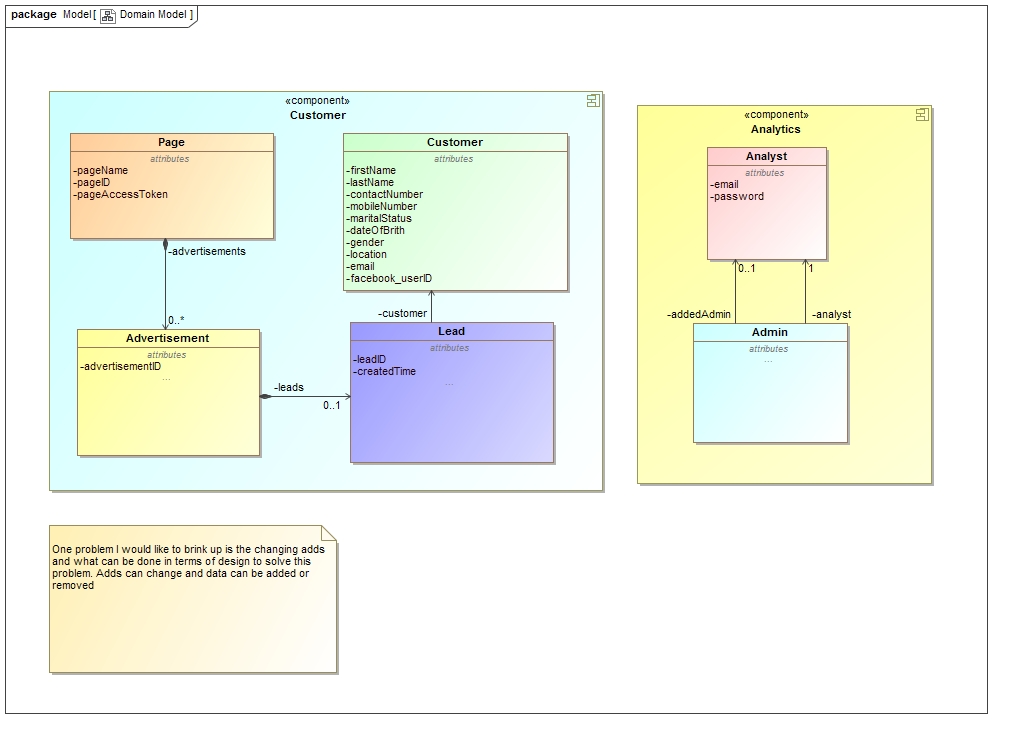 package Model[ Domain Model ]
«component»
Customer
Page
attributes
-pageName
-pageID
-pageAccessToken
Customer
attributes
-firstName
-lastName
-contactNumber
-mobileNumber
-maritalStatus
-dateOfBrith
-gender
-location
-email
-facebook_userID
-advertisements
0..*
-customer
Advertisement
attributes
-advertisementID
...
-leads
0..1
Lead
attributes
-leadID
-createdTime
...
«component»
Analytics
Analyst
attributes
-email
-password
0..1
1
-addedAdmin
-analyst
Admin
attributes
...
One problem I would like to brink up is the changing adds
and what can be done in terms of design to solve this
problem. Adds can change and data can be added or
removed